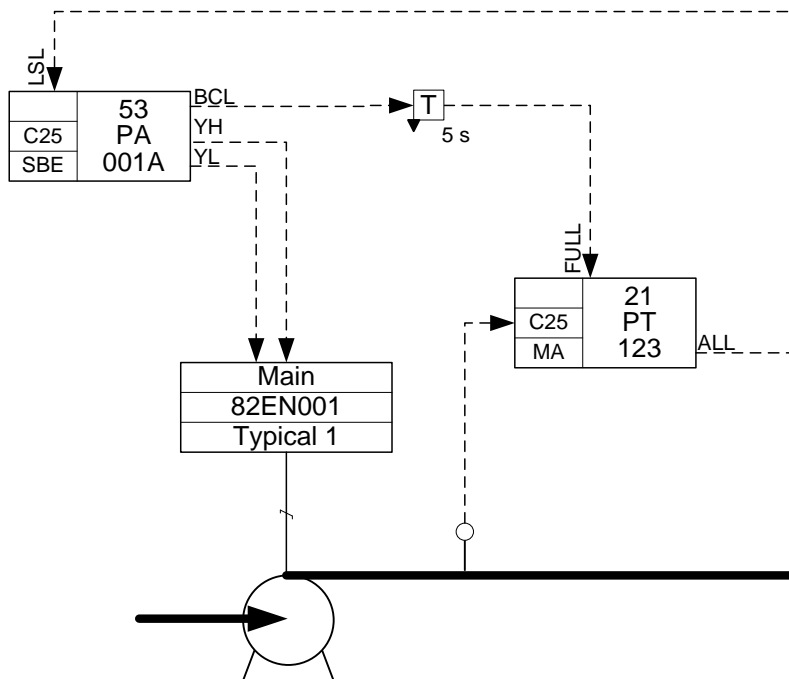 LSL
53
PA
001A
C25
SBE
BCL
YH
YL
T
5 s
FULL
21
PT
123
C25
MA
ALL
Main
82EN001
Typical 1